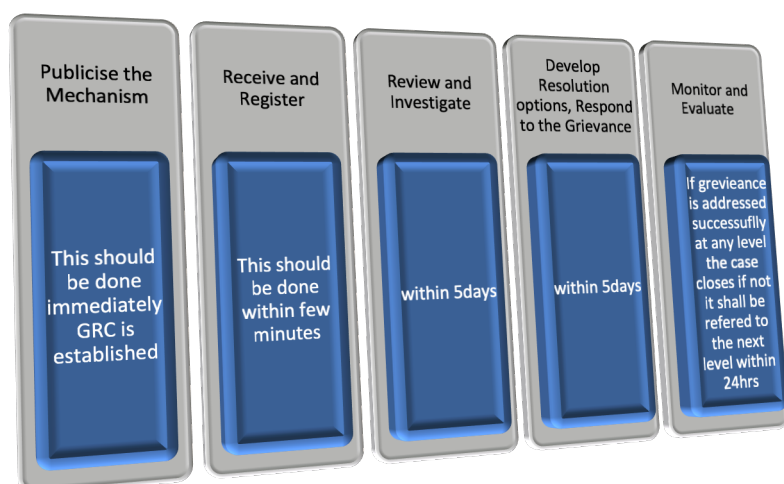 Publicise the
Mechanism
This should
be done
immediately
GRC is
established
Receive and
Register
This should
be done
within few
minutes
Review and
Investigate
within 5days
Develop
Resolution
options, Respond
to the Grievance
within 5days
Monitor and
Evaluate
If grevieance
is addressed
successuflly
at any level
the case
closes if not
it shall be
refered to
the next
level within
24hrs